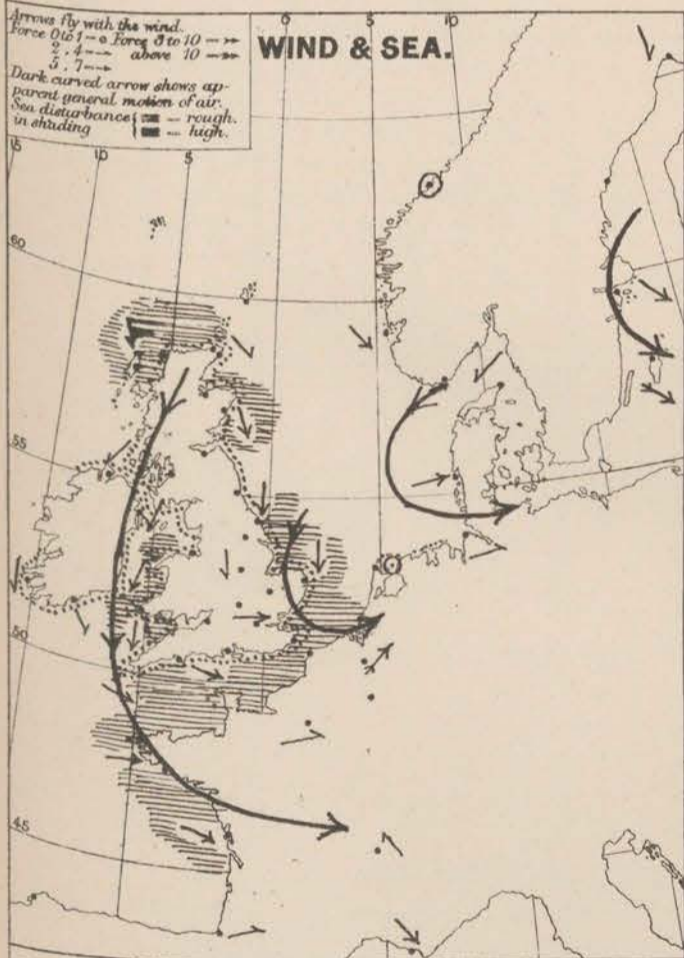 Arrows fly with the wind.
Force 0 to 1 — o Force 8 to 10 —
2 . 4 — above 10 —
5 . 7 —
Dark curved arrow shows ap-
parent general motion of air.
Sea disturbance — rough.
in shading — high.
WIND & SEA.
0 5 10
15 10 5
60
55
50
45